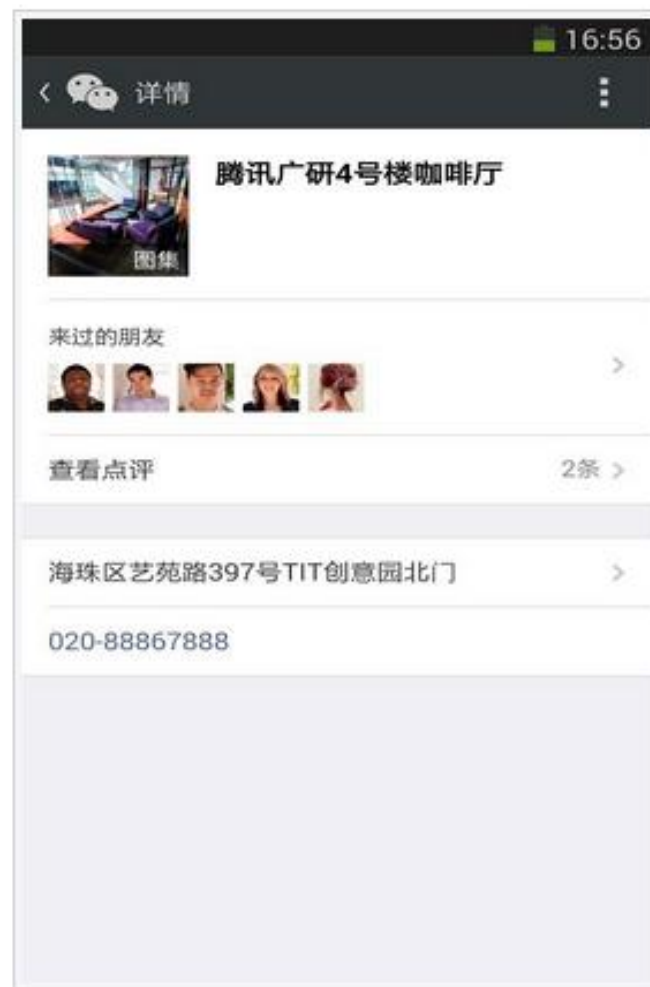 16:56
详情
腾讯广研4号楼咖啡厅
图集
来过的朋友
查看点评 2条
海珠区艺苑路397号TIT创意园北门
020-88867888